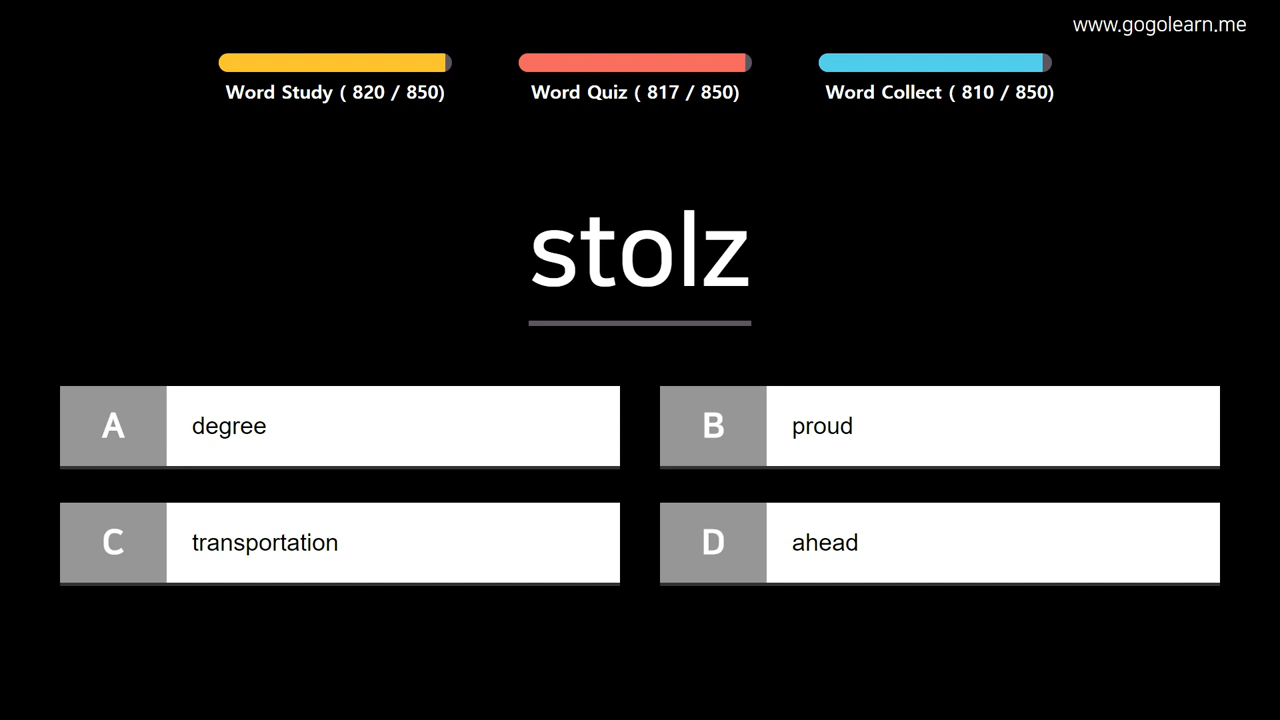 www.gogolearn.me
Word Study ( 820 / 850)
Word Quiz ( 817 / 850)
Word Collect ( 810 / 850)
stolz
A degree
B proud
C transportation
D ahead